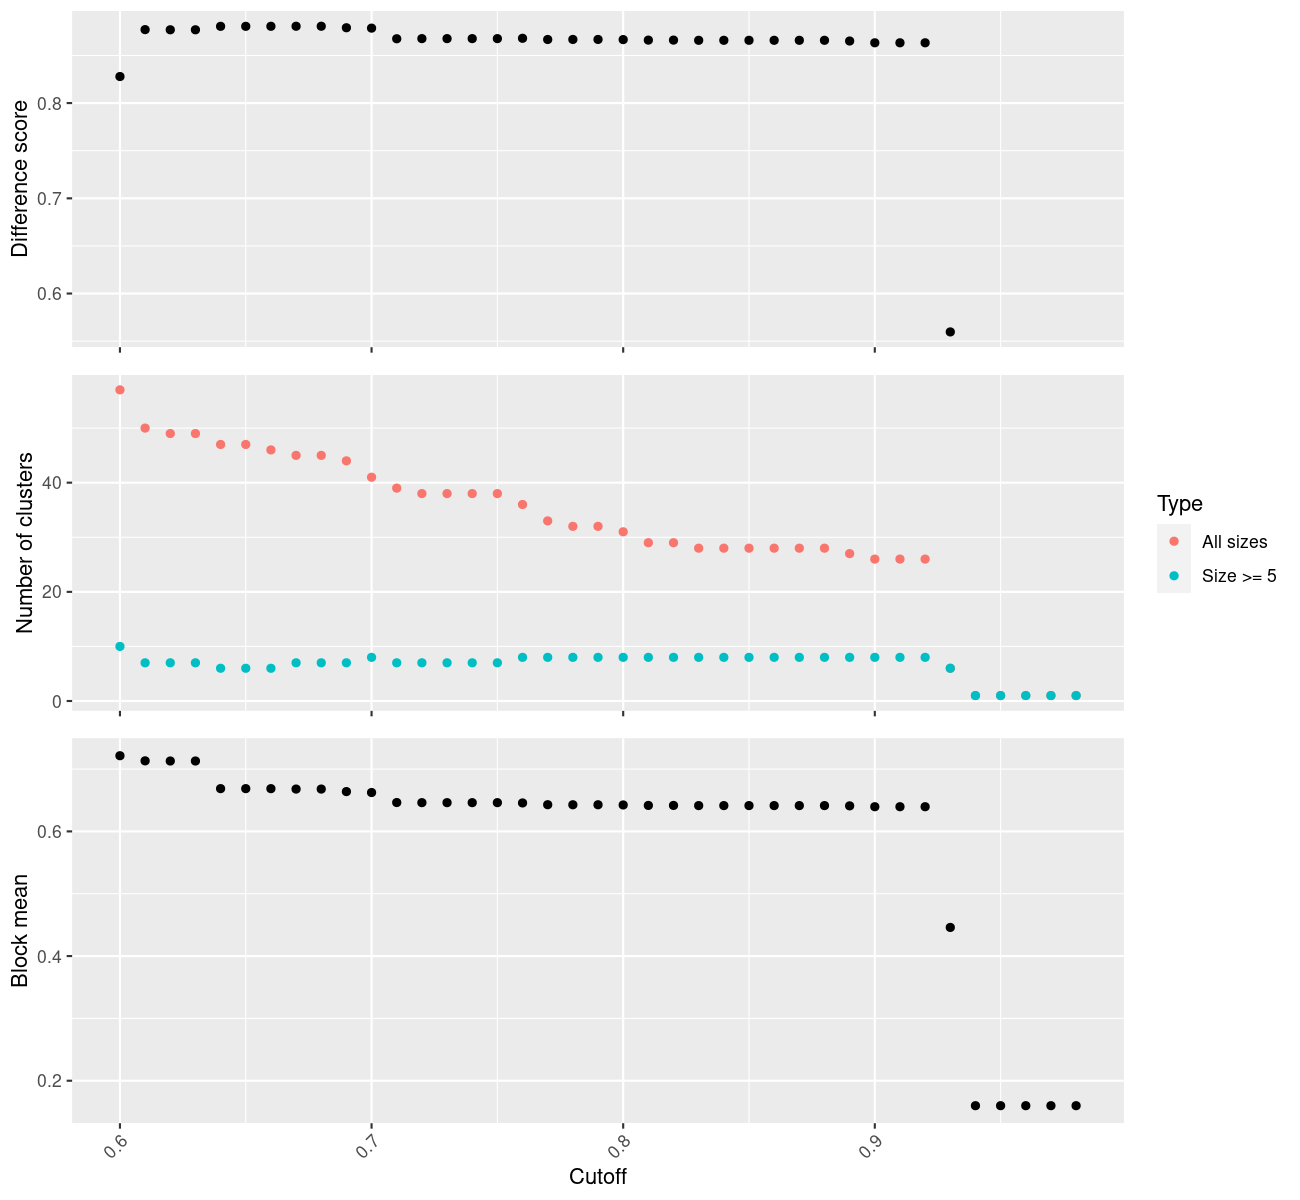 Difference score
0.8
0.7
0.6
Number of clusters
40
20
0
Type
All sizes
Size >= 5
Block mean
0.6
0.4
0.2
0.6
0.7
0.8
0.9
Cutoff